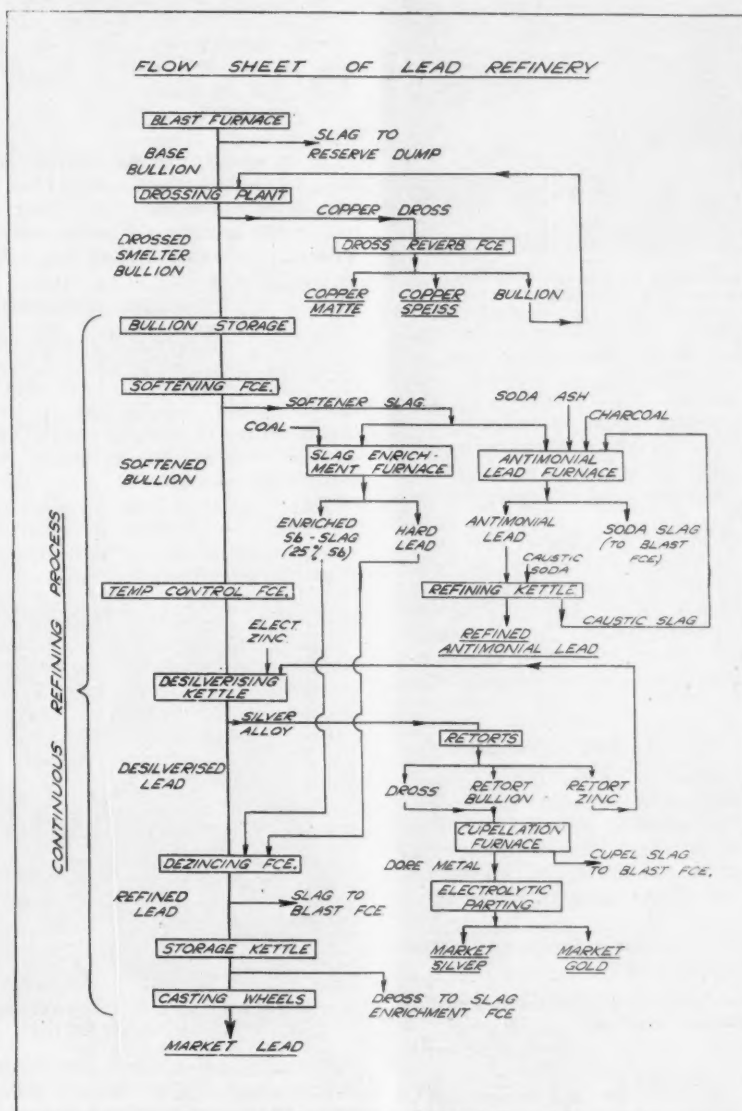 FLOW SHEET OF LEAD REFINERY
BLAST FURNACE
SLAG TO
RESERVE DUMP
BASE
BULLION
DROSSING PLANT
COPPER DROSS
DROSSED
SMELTER
BULLION
DROSS REVERB FCE
COPPER
MATTE
COPPER
SPEISS
BULLION
BULLION STORAGE
CONTINUOUS REFINING PROCESS
SOFTENING FCE.
SOFTENER SLAG
SODA ASH
CHARCOAL
COAL
SLAG ENRICH-
MENT FURNACE
ANTIMONIAL
LEAD FURNACE
SOFTENED
BULLION
ENRICHED
Sb-SLAG
(25% Sb)
HARD
LEAD
ANTIMONIAL
LEAD
SODA SLAG
(TO BLAST
FCE)
CAUSTIC
SODA
TEMP CONTROL FCE.
REFINING KETTLE
CAUSTIC SLAG
REFINED
ANTIMONIAL LEAD
ELECT
ZINC
DESILVERISING
KETTLE
SILVER
ALLOY
RETORTS
DESILVERISED
LEAD
DROSS
RETORT
BULLION
RETORT
ZINC
CUPELLATION
FURNACE
DEZINCING FCE.
DORE METAL
CUPEL SLAG
TO BLAST FCE.
REFINED
LEAD
SLAG TO
BLAST FCE
ELECTROLYTIC
PARTING
STORAGE KETTLE
MARKET
SILVER
MARKET
GOLD
CASTING WHEELS
DROSS TO SLAG
ENRICHMENT FCE
MARKET LEAD